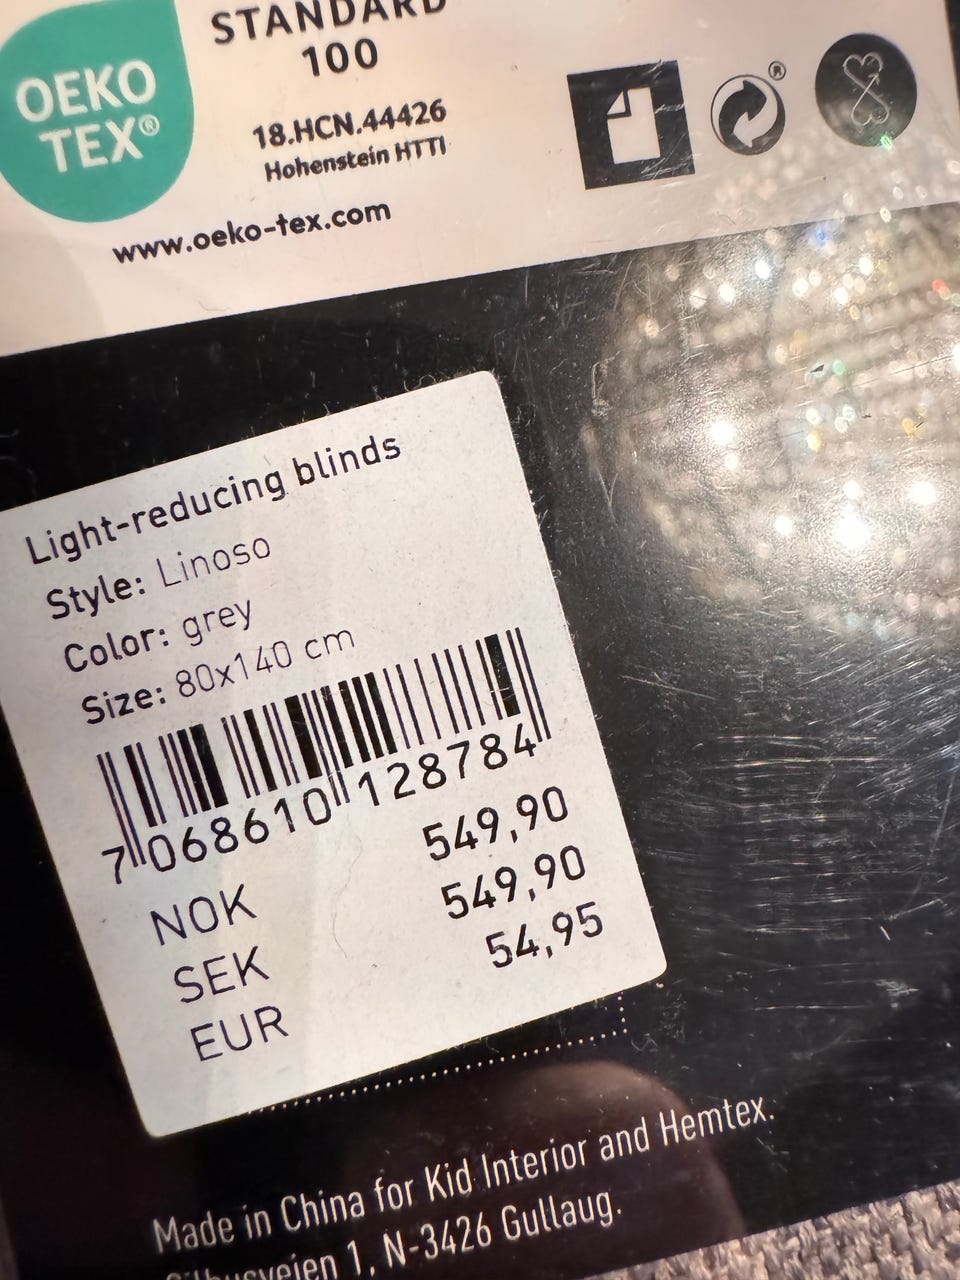 OEKO
TEX®
STANDARD
100
18.HCN.44426
Hohenstein HTTI
www.oeko-tex.com
®
Light-reducing blinds
Style: Linoso
Color: grey
Size: 80x140 cm
7 068610 128784
NOK 549,90
SEK 549,90
EUR 54,95
Made in China for Kid Interior and Hemtex.
1, N-3426 Gullaug.